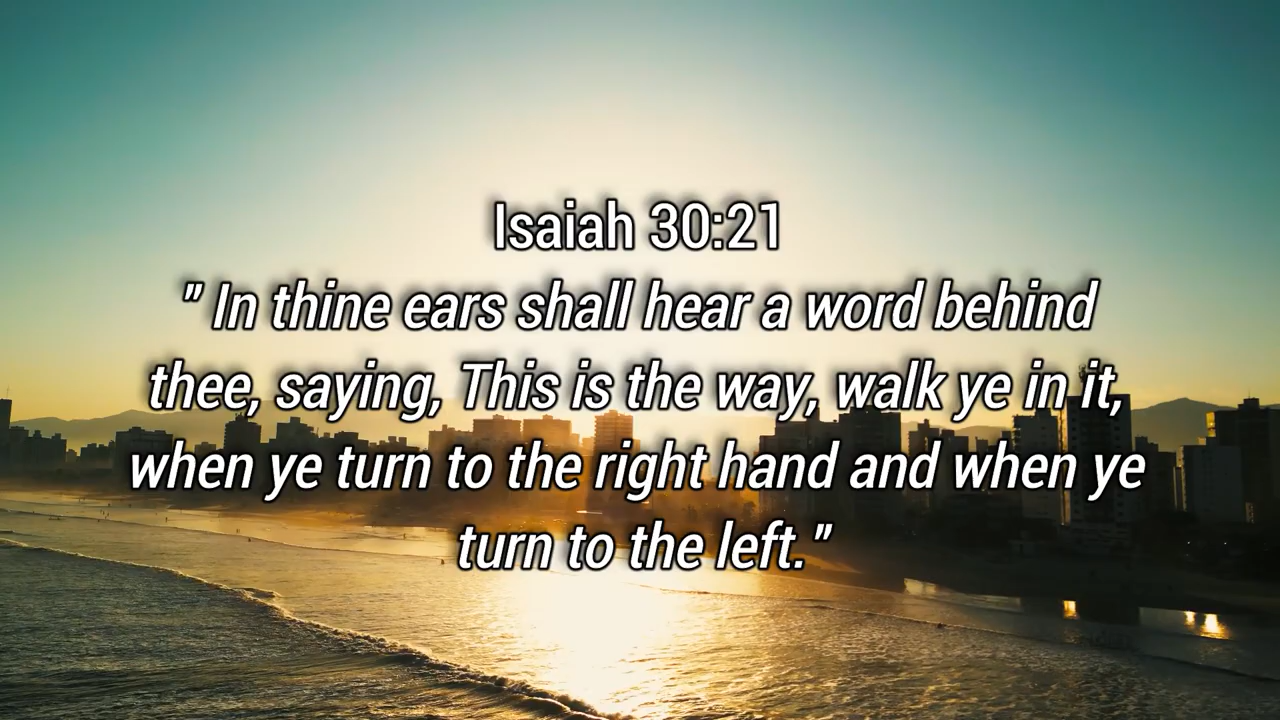 Isaiah 30:21
" In thine ears shall hear a word behind
thee, saying, This is the way, walk ye in it,
when ye turn to the right hand and when ye
turn to the left."